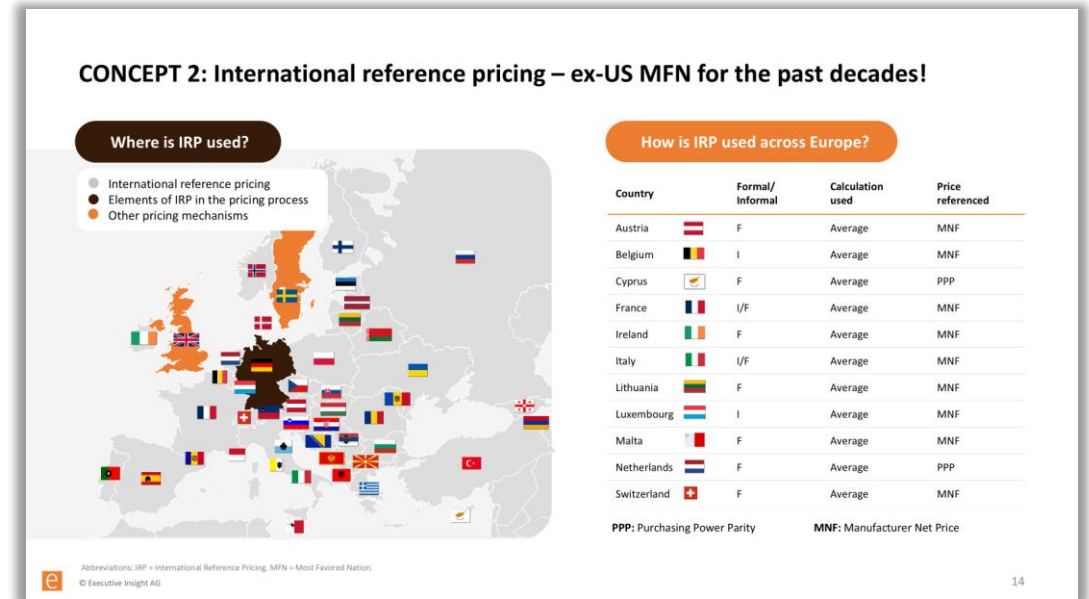 CONCEPT 2: International reference pricing – ex-US MFN for the past decades!
Where is IRP used?
International reference pricing
Elements of IRP in the pricing process
Other pricing mechanisms
How is IRP used across Europe?
Country Formal/ Informal Calculation used Price referenced
Austria F Average MNF
Belgium I Average MNF
Cyprus F Average PPP
France I/F Average MNF
Ireland F Average MNF
Italy I/F Average MNF
Lithuania F Average MNF
Luxembourg I Average MNF
Malta F Average MNF
Netherlands F Average PPP
Switzerland F Average MNF
PPP: Purchasing Power Parity MNF: Manufacturer Net Price
Abbreviations: IRP = International Reference Pricing. MFN = Most Favored Nation.
e © Executive Insight AG 14